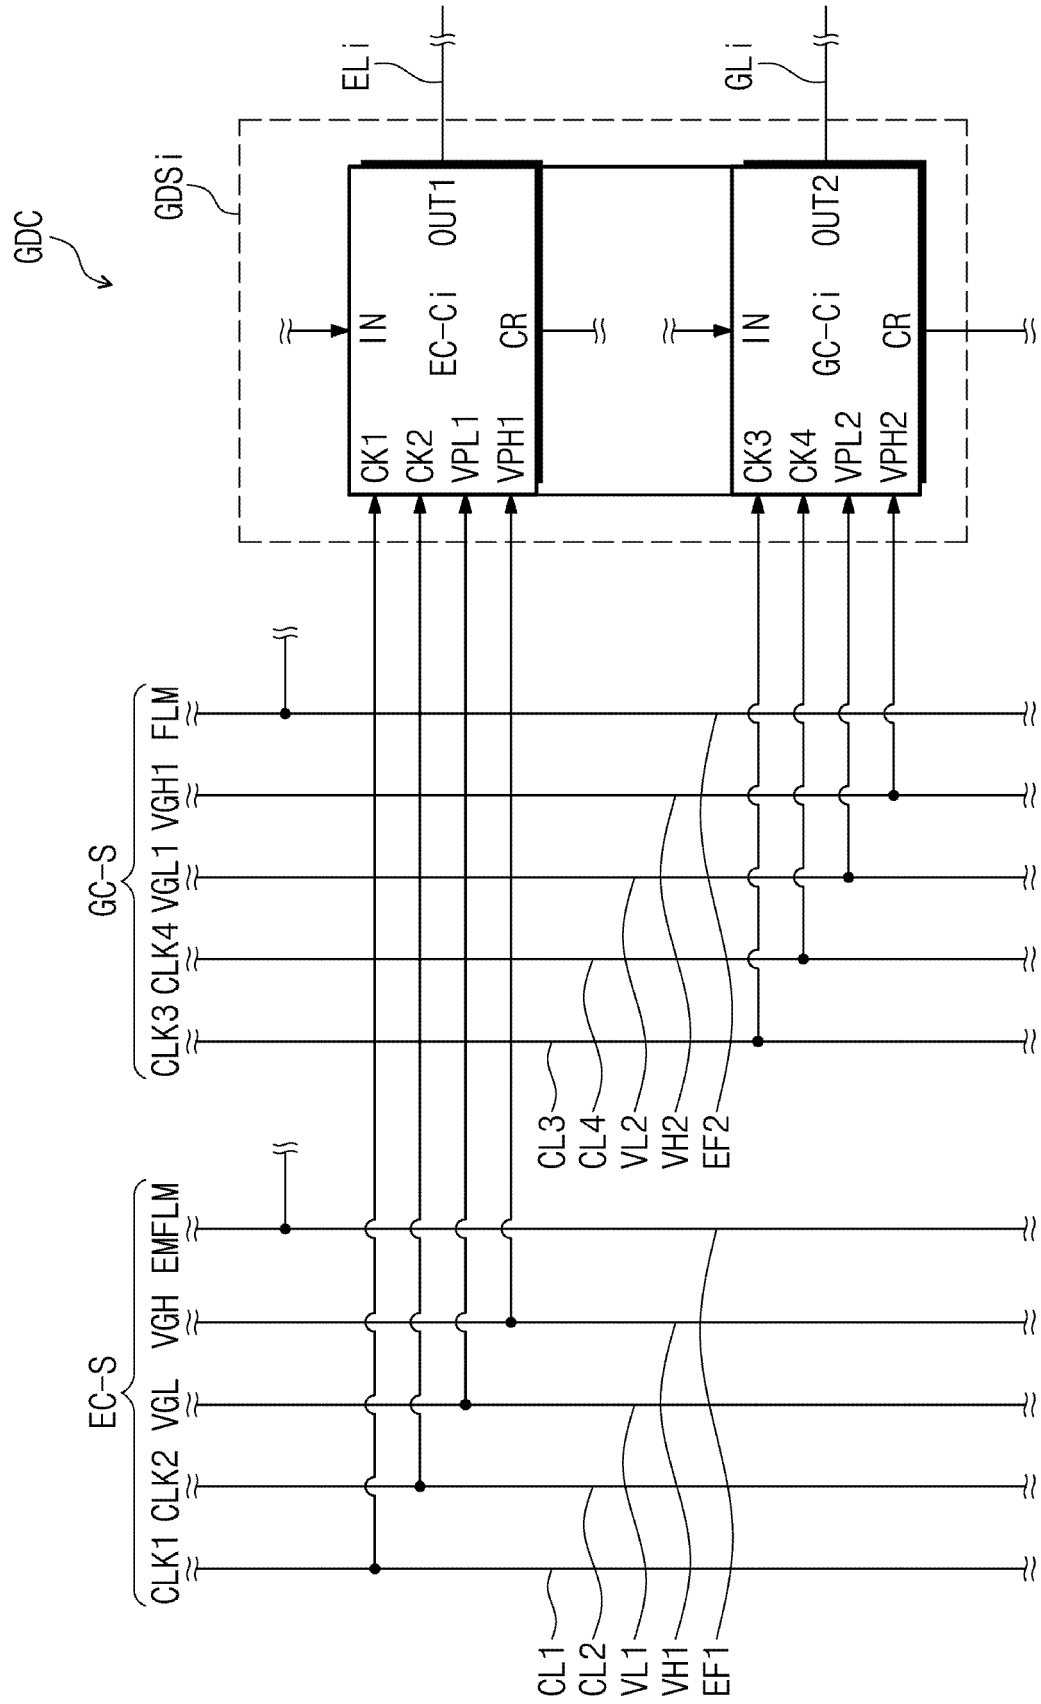 GDC
GDSi
ELi
GLi
EC-S
GC-S
CLK1 CLK2 VGL VGH EMFLM
CLK3 CLK4 VGL1 VGH1 FLM
CK1
CK2
VPL1
VPH1
IN
EC-Ci
CR
OUT1
CL1
CL2
VL1
VH1
EF1
CL3
CL4
VL2
VH2
EF2
CK3
CK4
VPL2
VPH2
IN
GC-Ci
CR
OUT2